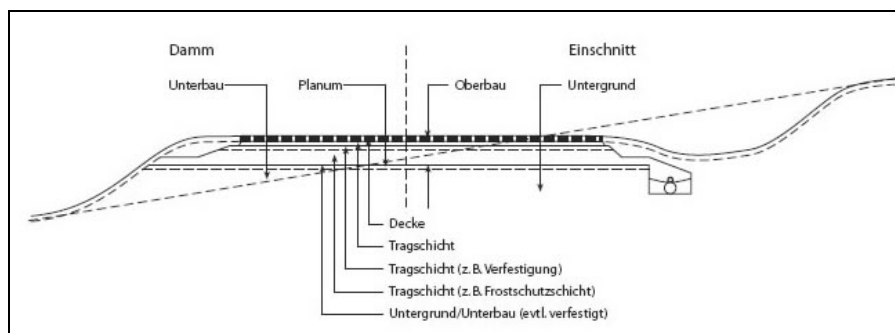 Damm
Einschnitt
Unterbau
Planum
Oberbau
Untergrund
Decke
Tragschicht
Tragschicht (z. B. Verfestigung)
Tragschicht (z. B. Frostschutzschicht)
Untergrund/Unterbau (evtl. verfestigt)